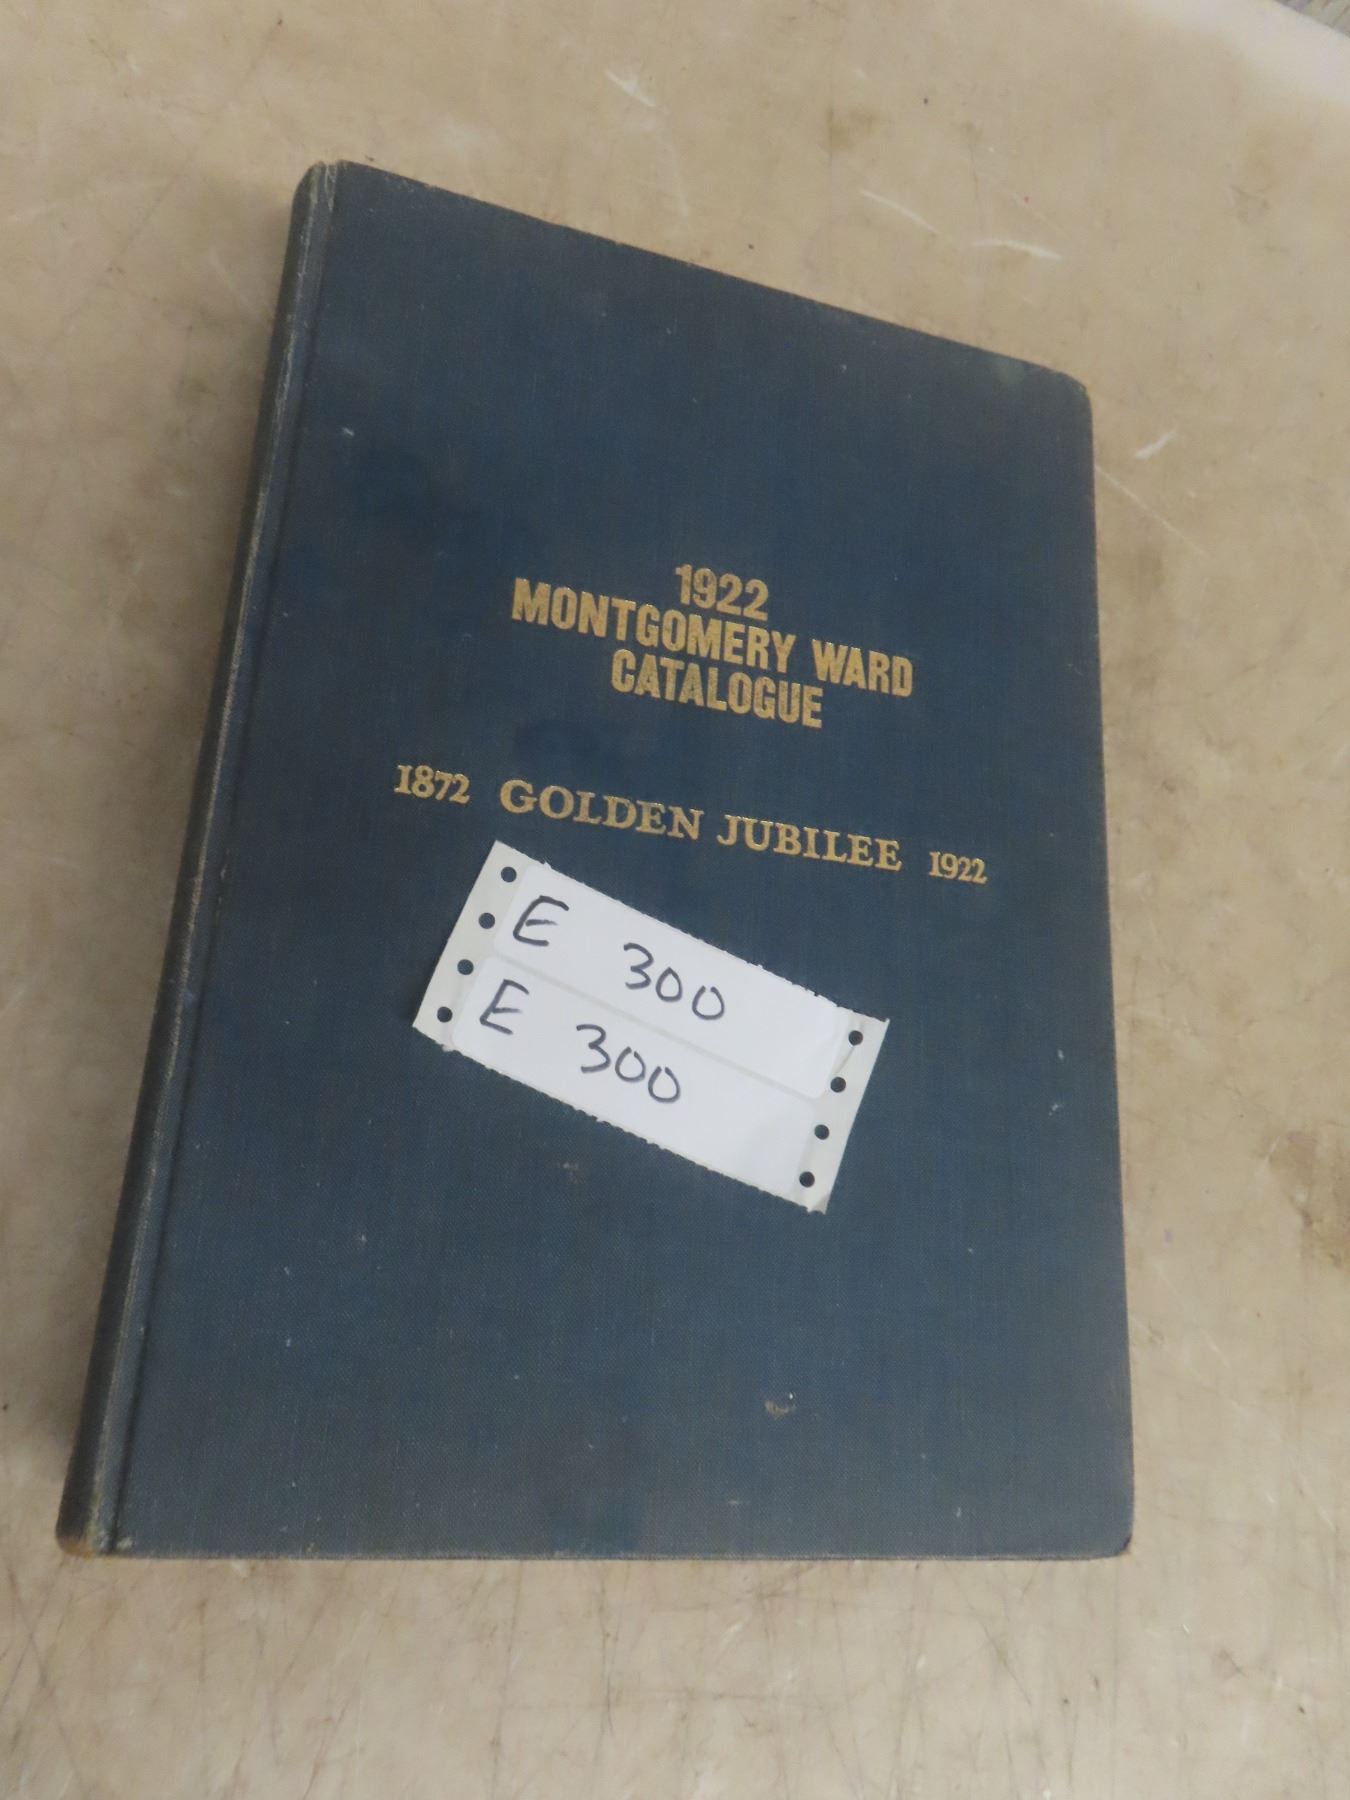 1922
MONTGOMERY WARD
CATALOGUE
1872 GOLDEN JUBILEE 1922
E 300
E 300